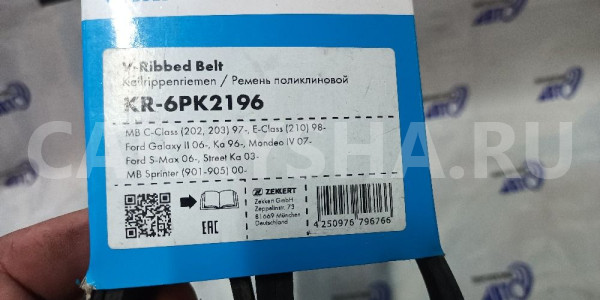 V-Ribbed Belt
Keilrippenriemen / Ремень поликлиновой
KR-6PK2196
MB C-Class (202, 203) 97-, E-Class (210) 98-
Ford Galaxy II 06-, Ka 96-, Mondeo IV 07-
Ford S-Max 06-, Street Ka 03-
MB Sprinter (901-905) 00-
ZEKKERT
Zekkert GmbH
Zeppelinstr. 73
81669 München
Deutschland
EAC
4 250976 796766